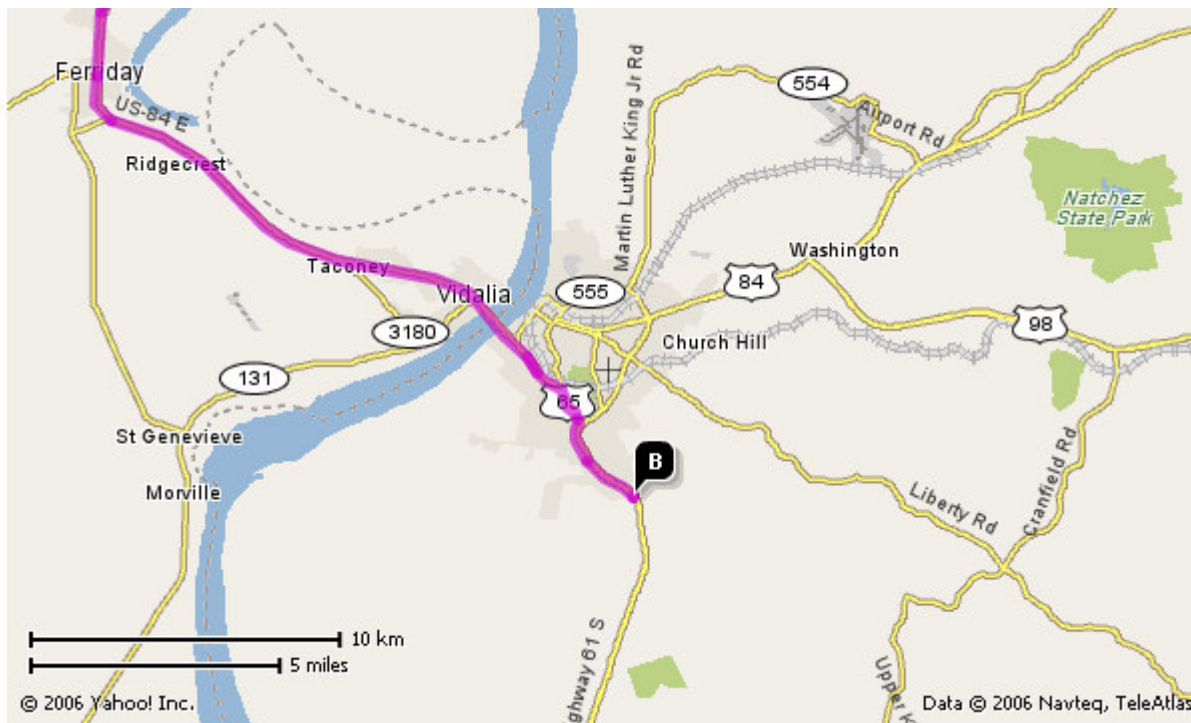 Ferriday
US-84 E
Ridgecrest
Taconey
Vidalia
3180
131
St Genevieve
Morville
Martin Luther King Jr Rd
554
Airport Rd
Natchez
State Park
Washington
84
555
98
Church Hill
65
B
Liberty Rd
Cranfield Rd
ghway 61 S
Upper K
10 km
5 miles
© 2006 Yahoo! Inc.
Data © 2006 Navteq, TeleAtlas